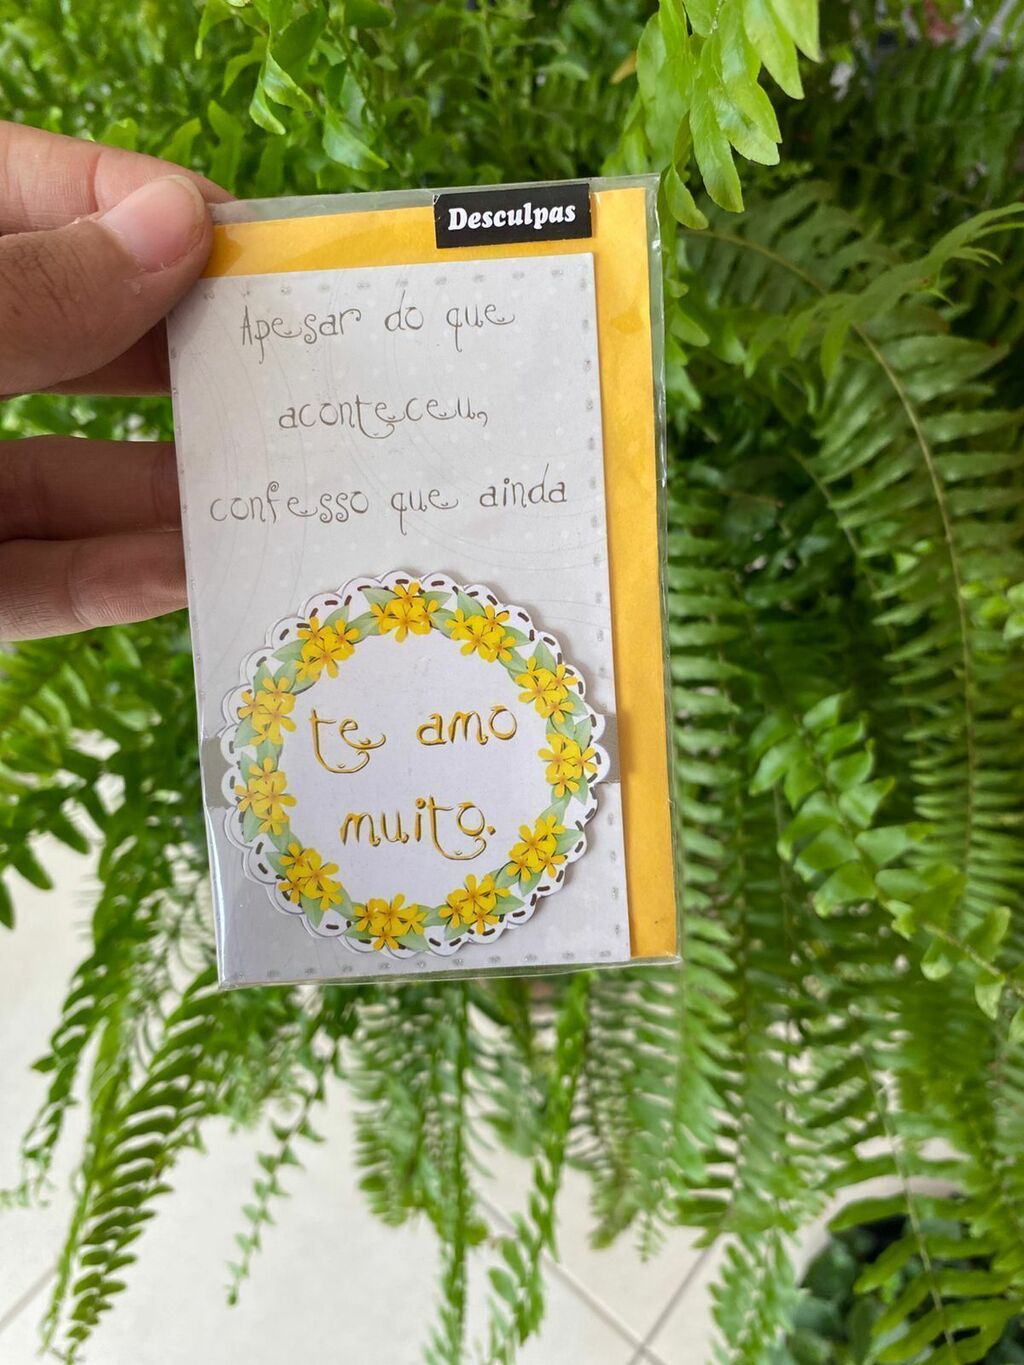 Desculpas
Apesar do que
aconteceu,
confesso que ainda
te amo
muito.